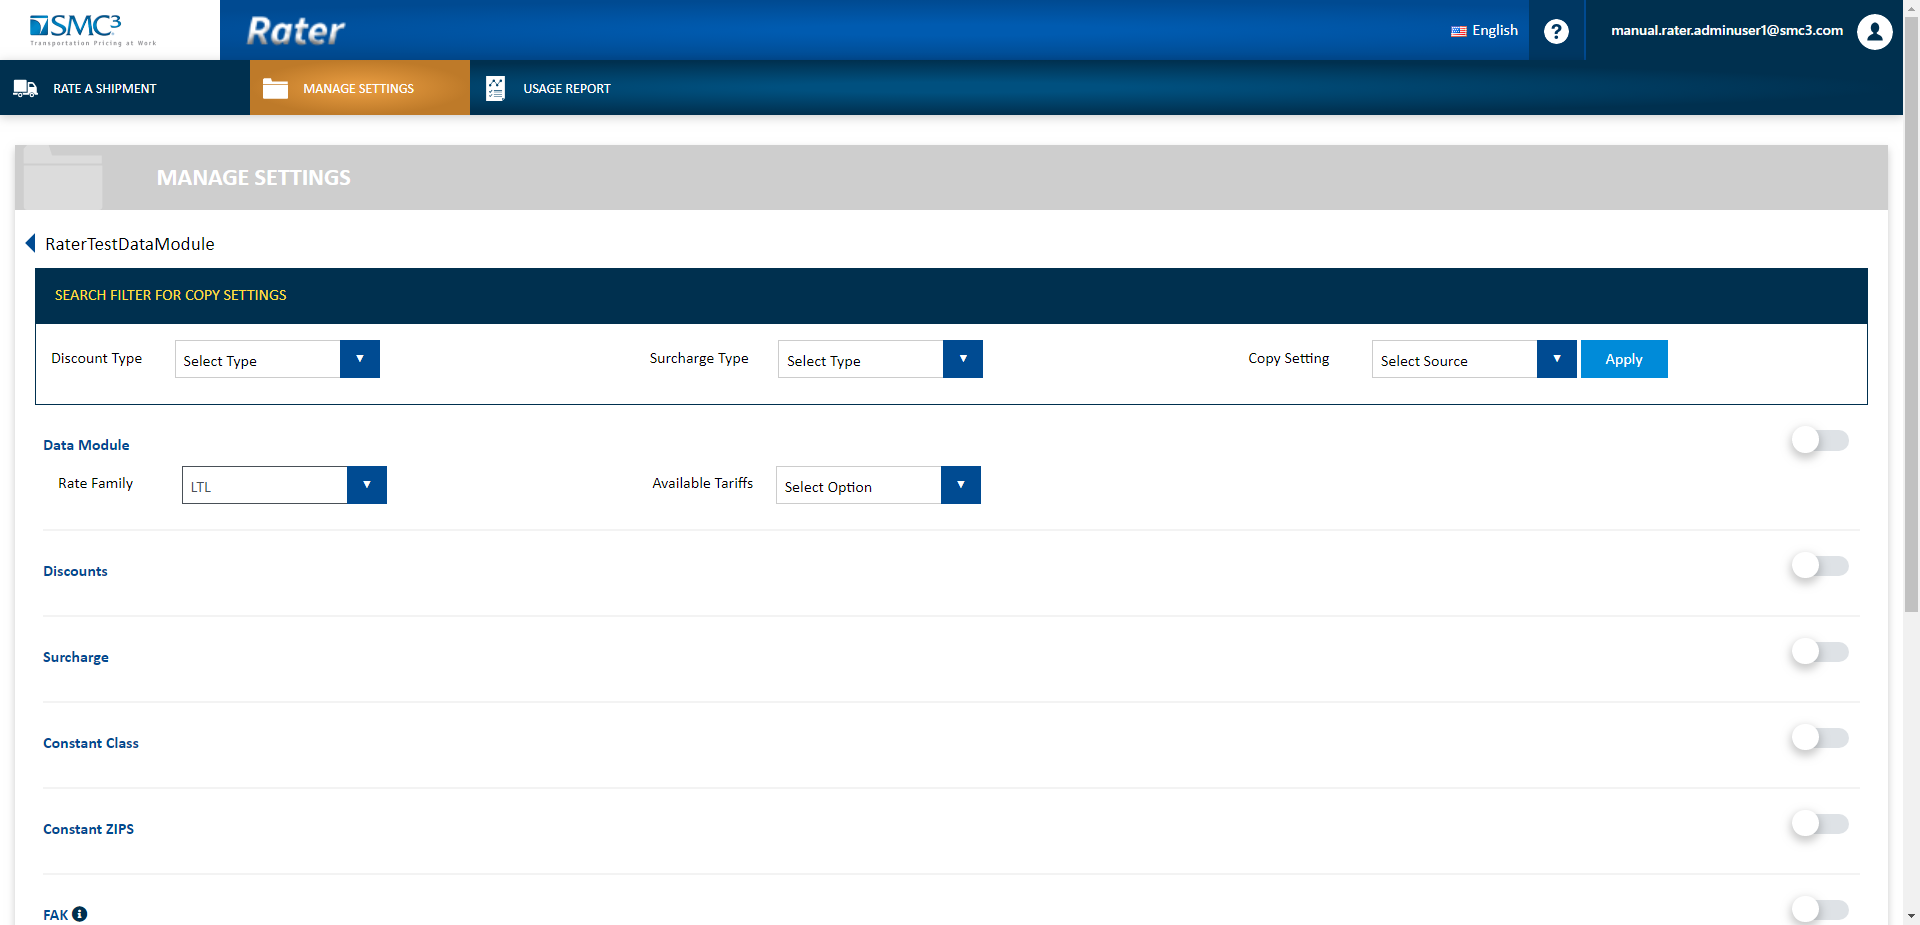 SMC³
Transportation Pricing at Work
Rater
English
?
manual.rater.adminuser1@smc3.com
RATE A SHIPMENT
MANAGE SETTINGS
USAGE REPORT
MANAGE SETTINGS
RaterTestDataModule
SEARCH FILTER FOR COPY SETTINGS
Discount Type
Select Type
Surcharge Type
Select Type
Copy Setting
Select Source
Apply
Data Module
Rate Family
LTL
Available Tariffs
Select Option
Discounts
Surcharge
Constant Class
Constant ZIPS
FAK